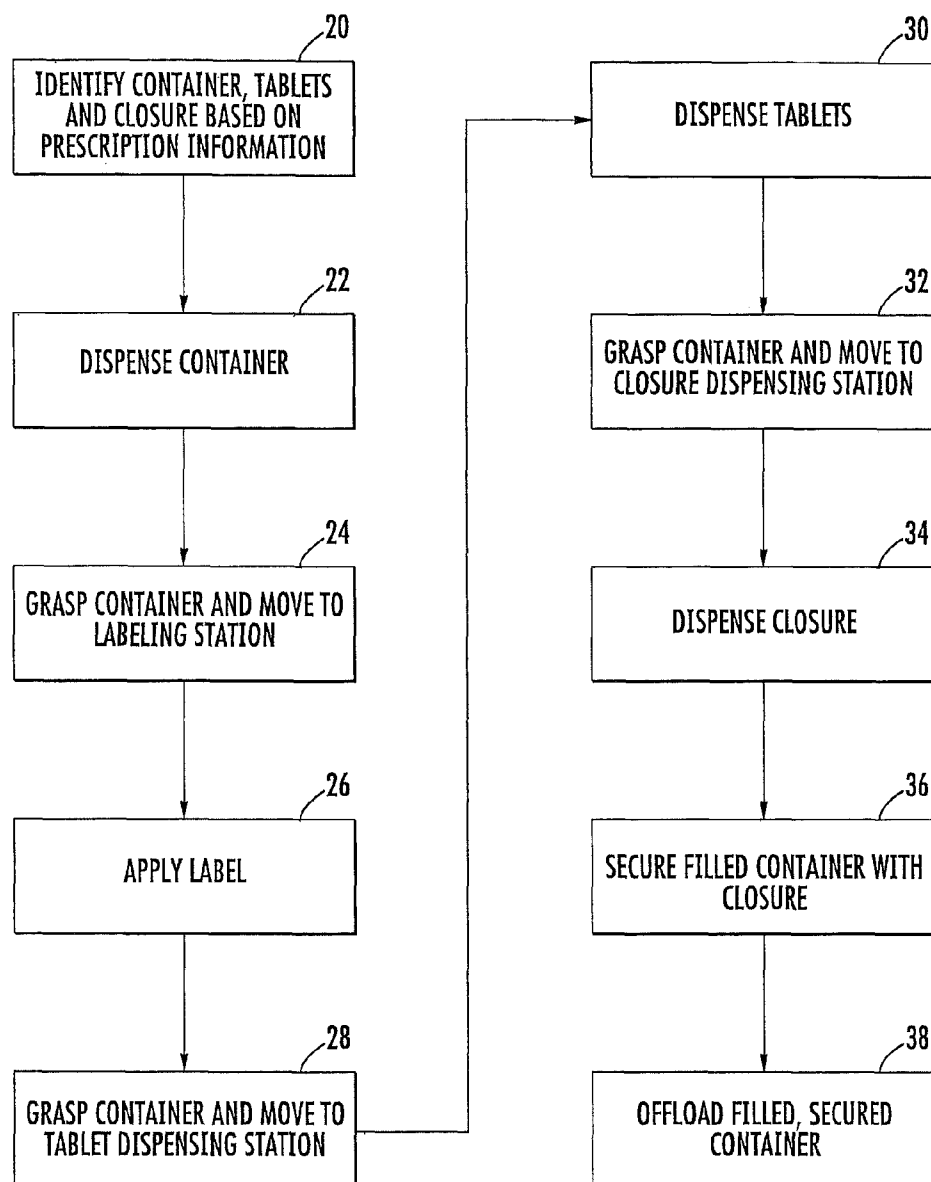 20
IDENTIFY CONTAINER, TABLETS
AND CLOSURE BASED ON
PRESCRIPTION INFORMATION
22
DISPENSE CONTAINER
24
GRASP CONTAINER AND MOVE TO
LABELING STATION
26
APPLY LABEL
28
GRASP CONTAINER AND MOVE TO
TABLET DISPENSING STATION
30
DISPENSE TABLETS
32
GRASP CONTAINER AND MOVE TO
CLOSURE DISPENSING STATION
34
DISPENSE CLOSURE
36
SECURE FILLED CONTAINER WITH
CLOSURE
38
OFFLOAD FILLED, SECURED
CONTAINER